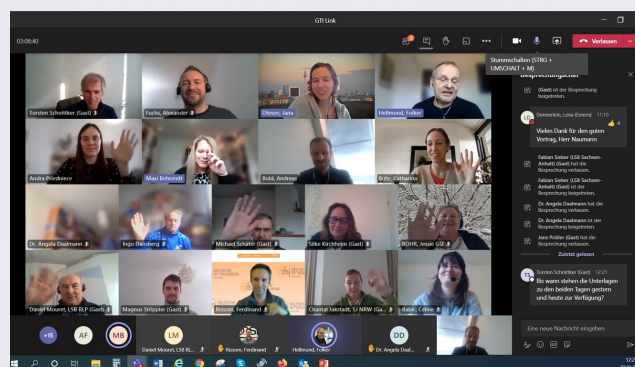 GTI Link
03:08:40
Verlassen
Stummschalten (STRG +
UMSCHALT + M)
Torsten Schnittker (Gast)
Fuchs, Alexander
Olesen, Jana
Hellmund, Folker
Andra Priedniece
Maxi Behrendt
Bold, Andreas
Buhr, Catharina
Dr. Angela Daalmann
Ingo Diersberg
Michael Schäfer (Gast)
Silke Kirchheim (Gast)
ROHR, Jessie GIZ
Daniel Mouret, LSB RLP (Gast)
Magnus Stöppler (Gast)
Rissom, Ferdinand
Chantal Jakstadt, SJ NRW (Ga...
Babic, Celine
+15
AF
MB
LM
DD
Daniel Mouret, LSB RL...
Rissom, Ferdinand
Hellmund, Folker
Dr. Angela Daal...
Besprechungschat
(Gast) ist der Besprechung
beigetreten.
Dennerlein, Lena (Extern) 11:10
4
Vielen Dank für den guten
Vortrag, Herr Naumann
Fabian Sieber (LSB Sachsen-
Anhalt) (Gast) hat die
Besprechung verlassen.
Fabian Sieber (LSB Sachsen-
Anhalt) (Gast) ist der
Besprechung beigetreten.
Dr. Angela Daalmann hat die
Besprechung verlassen.
Dr. Angela Daalmann ist der
Besprechung beigetreten.
Jens Prüller (Gast) hat die
Besprechung verlassen.
Zuletzt gelesen
TS
Torsten Schnittker (Gast) 12:21
Bis wann stehen die Unterlagen
zu den beiden Tagen gestern
und heute zur Verfügung?
Eine neue Nachricht eingeben